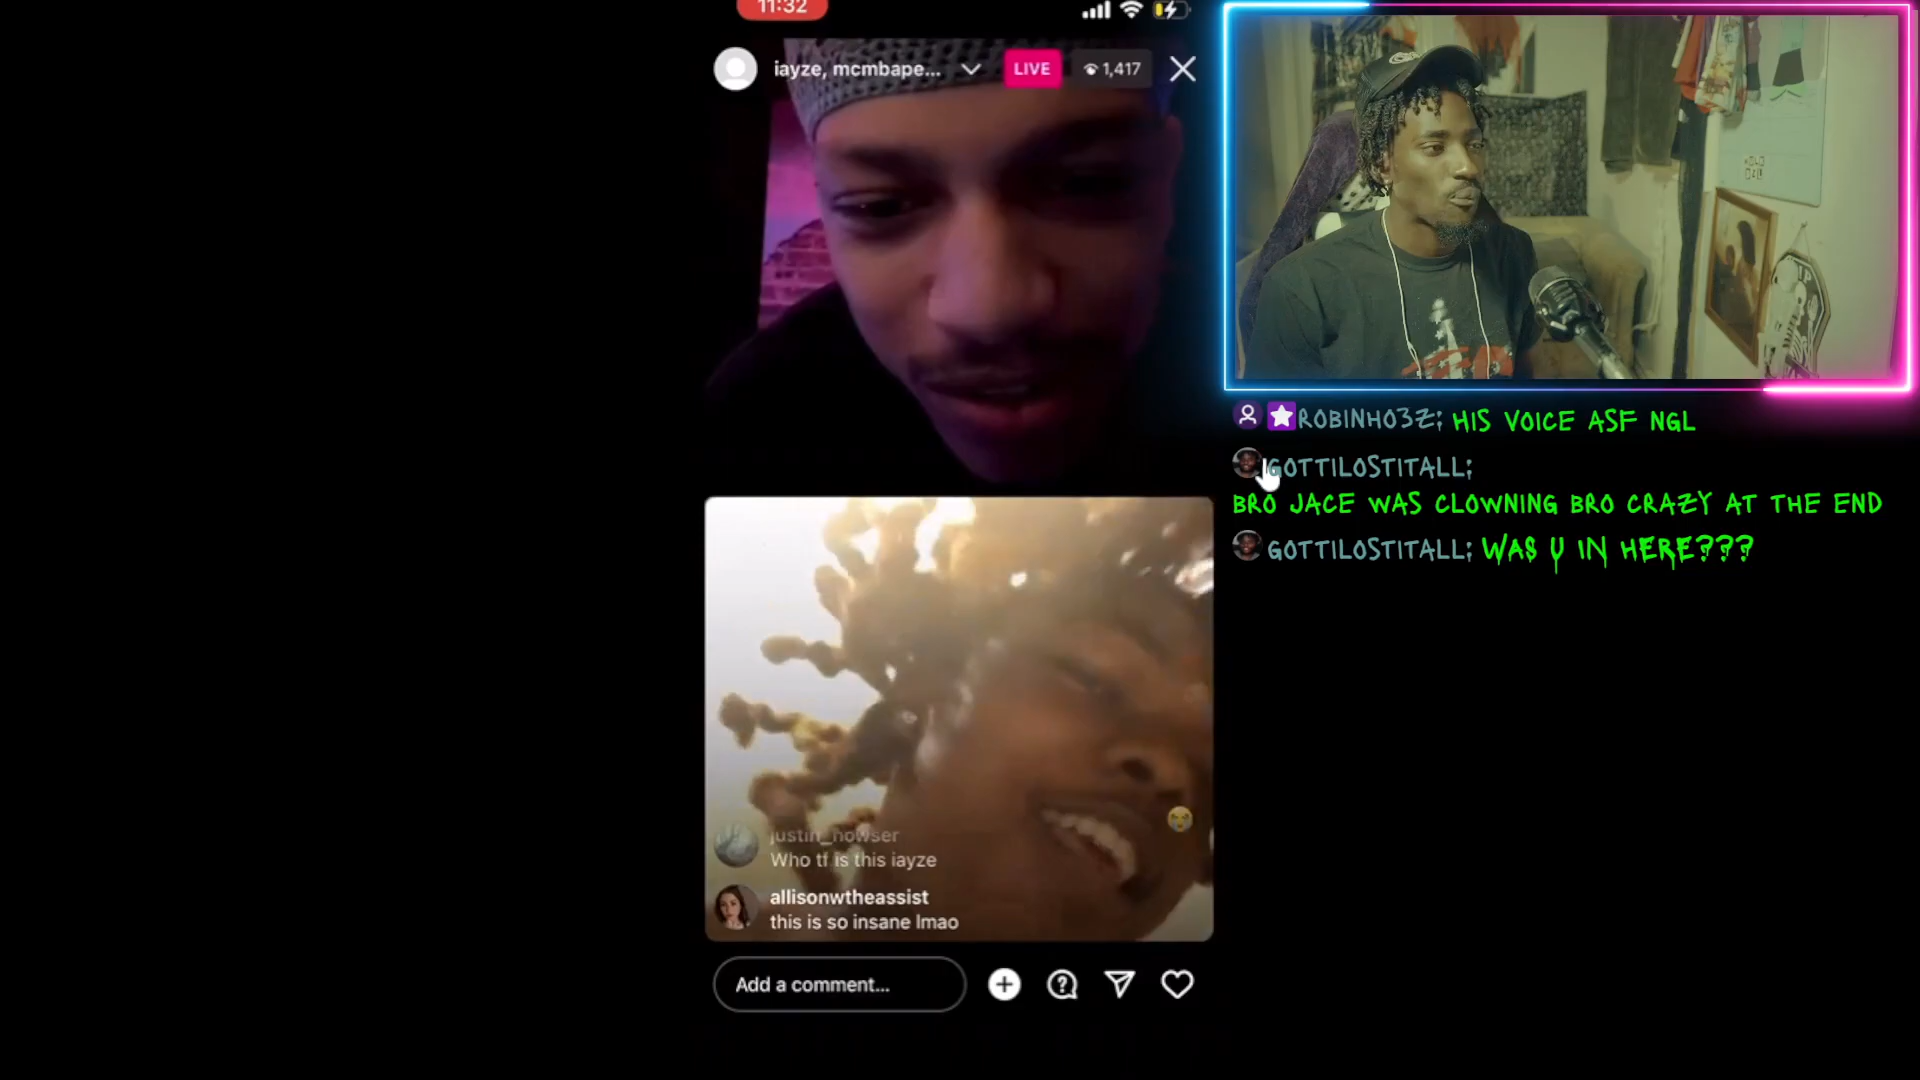 11:32
iayze, mcmbape...
LIVE
1,417
ROBINHO3Z: HIS VOICE ASF NGL
GOTTILOSTITALL:
BRO JACE WAS CLOWNING BRO CRAZY AT THE END
GOTTILOSTITALL: WAS U IN HERE???
justin_howser
Who tf is this iayze
allisonwtheassist
this is so insane lmao
Add a comment...